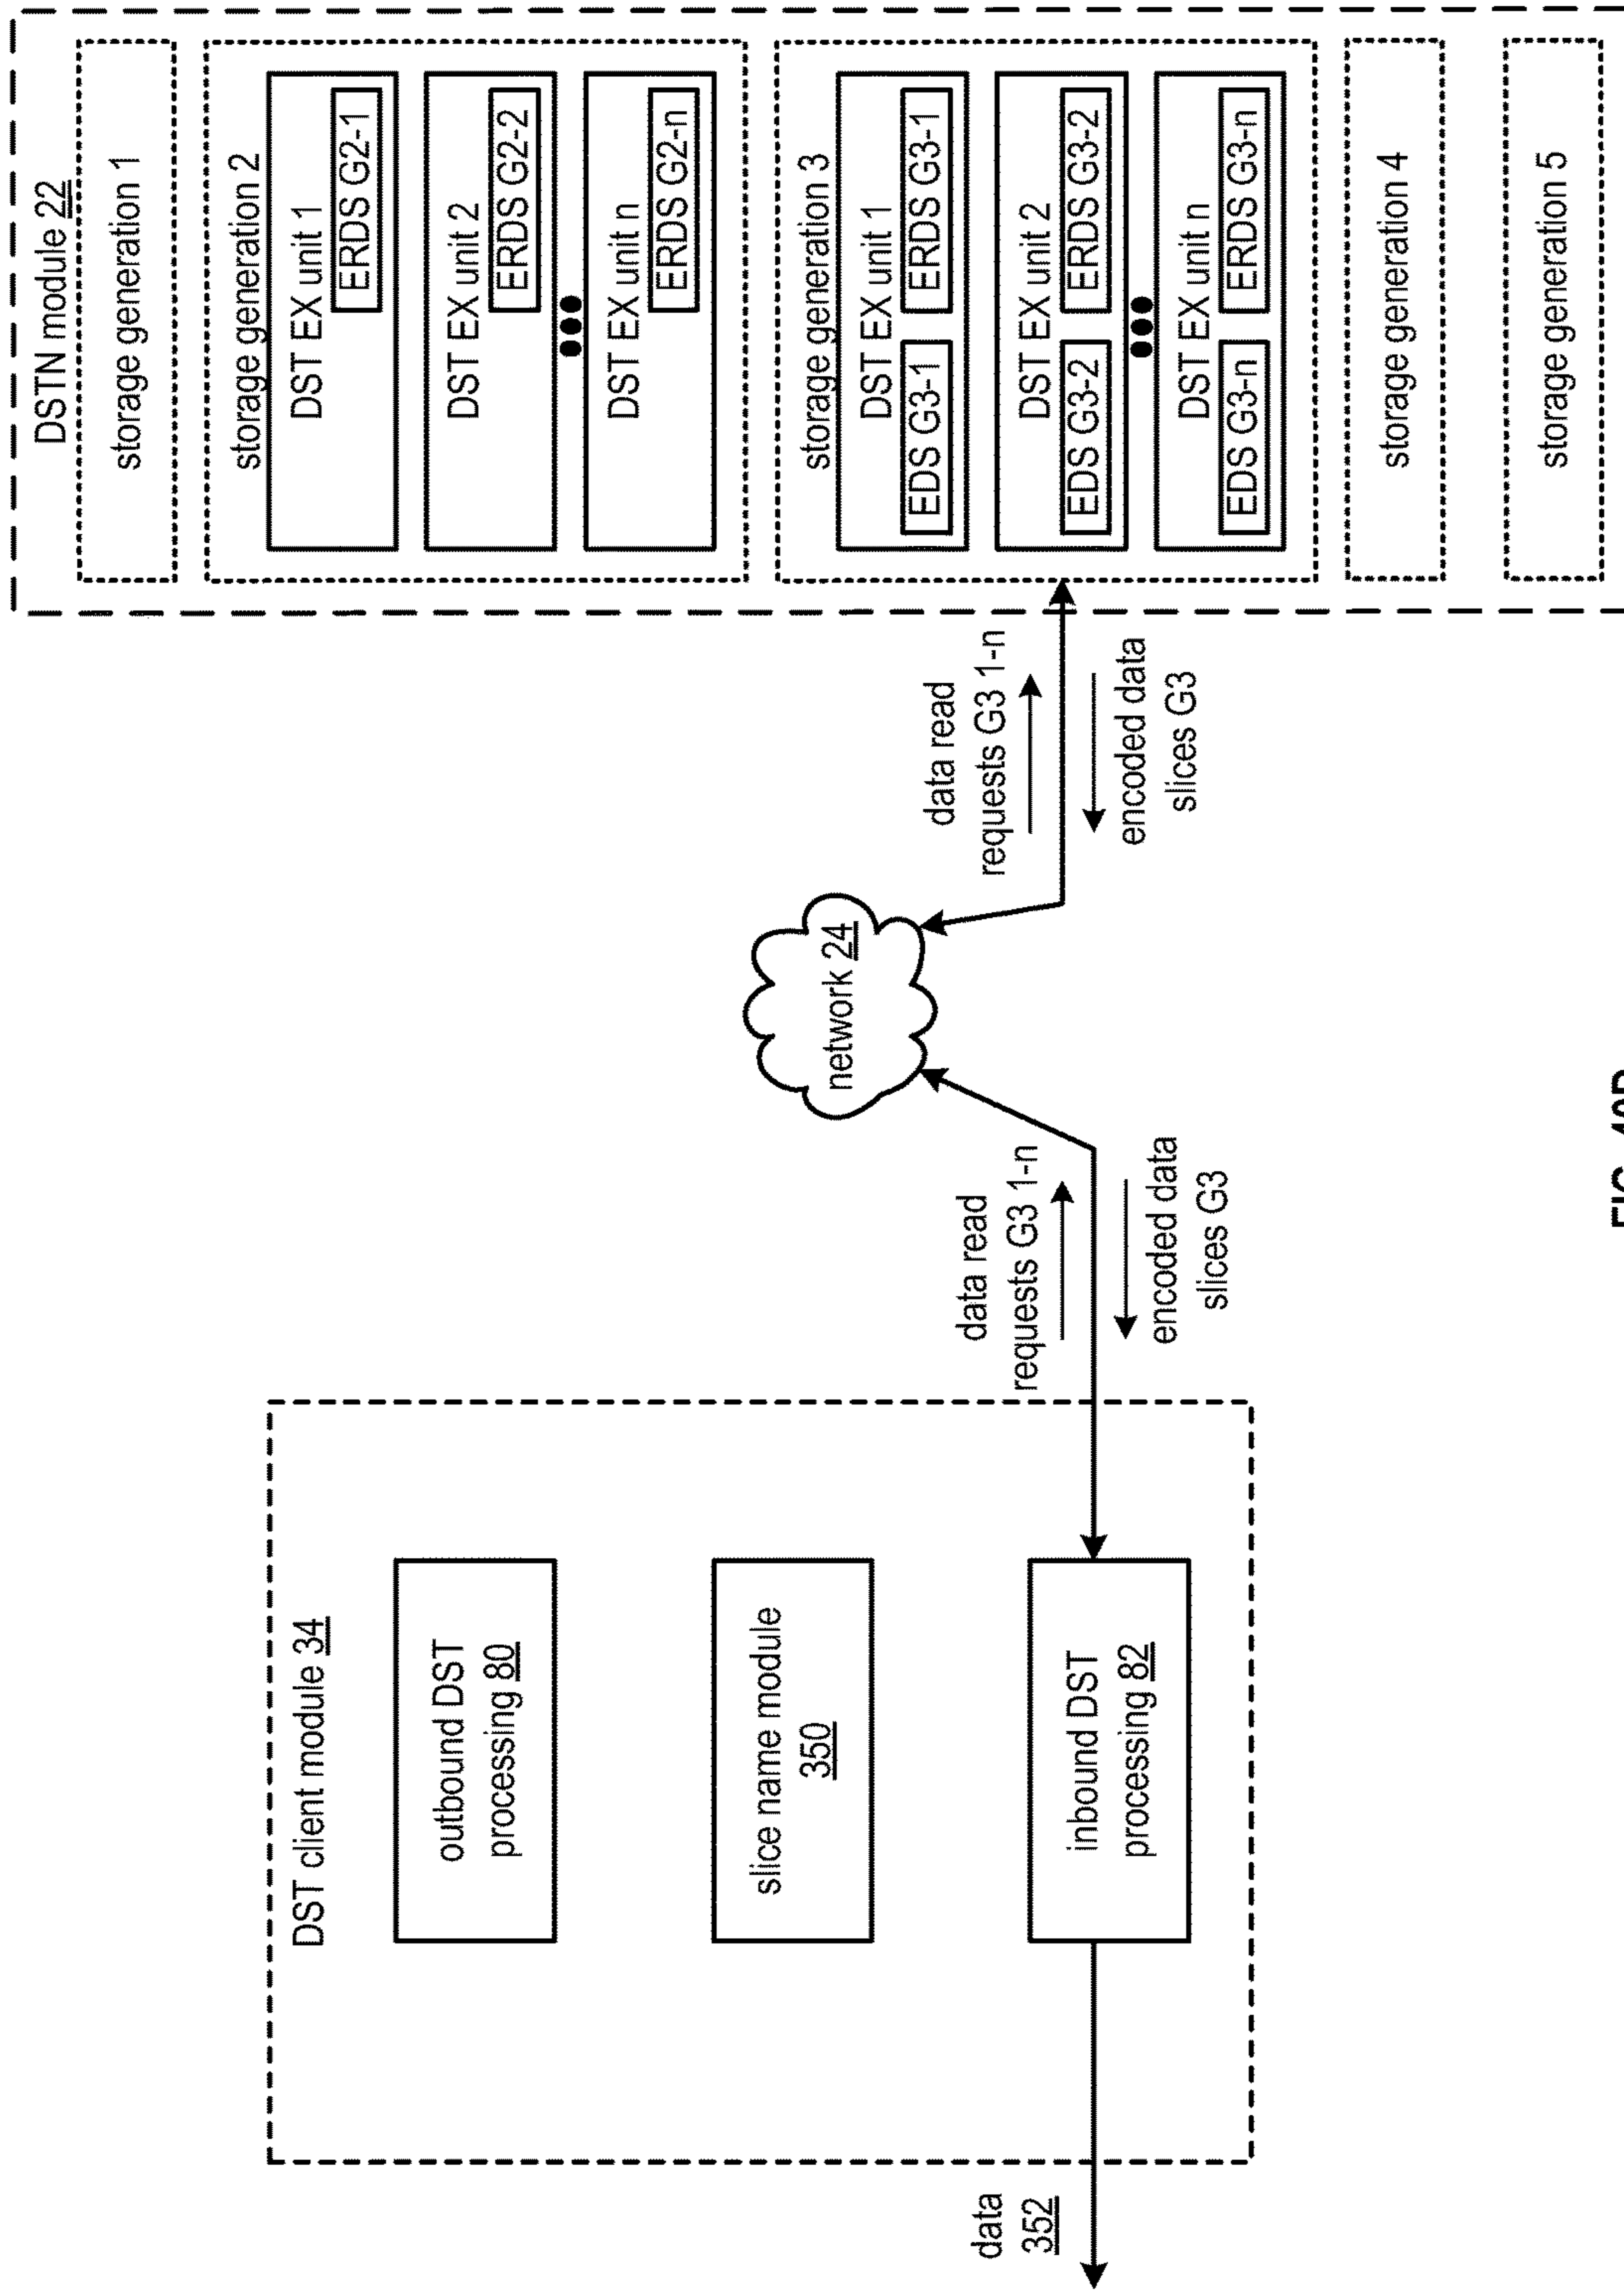 DST client module 34
outbound DST
processing 80
slice name module
350
inbound DST
processing 82
data
352
data read
requests G3 1-n
encoded data
slices G3
network 24
data read
requests G3 1-n
encoded data
slices G3
DSTN module 22
storage generation 1
storage generation 2
DST EX unit 1
ERDS G2-1
DST EX unit 2
ERDS G2-2
DST EX unit n
ERDS G2-n
storage generation 3
DST EX unit 1
EDS G3-1
ERDS G3-1
DST EX unit 2
EDS G3-2
ERDS G3-2
DST EX unit n
EDS G3-n
ERDS G3-n
storage generation 4
storage generation 5